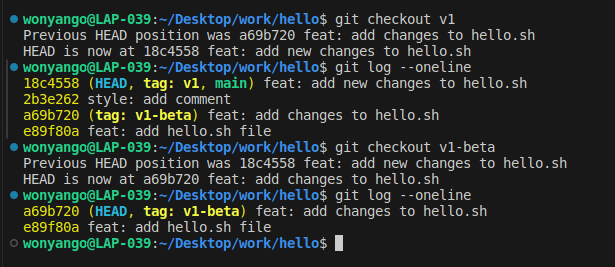 wonyango@LAP-039:~/Desktop/work/hello$ git checkout v1
Previous HEAD position was a69b720 feat: add changes to hello.sh
HEAD is now at 18c4558 feat: add new changes to hello.sh
wonyango@LAP-039:~/Desktop/work/hello$ git log --oneline
18c4558 (HEAD, tag: v1, main) feat: add new changes to hello.sh
2b3e262 style: add comment
a69b720 (tag: v1-beta) feat: add changes to hello.sh
e89f80a feat: add hello.sh file
wonyango@LAP-039:~/Desktop/work/hello$ git checkout v1-beta
Previous HEAD position was 18c4558 feat: add new changes to hello.sh
HEAD is now at a69b720 feat: add changes to hello.sh
wonyango@LAP-039:~/Desktop/work/hello$ git log --oneline
a69b720 (HEAD, tag: v1-beta) feat: add changes to hello.sh
e89f80a feat: add hello.sh file
wonyango@LAP-039:~/Desktop/work/hello$